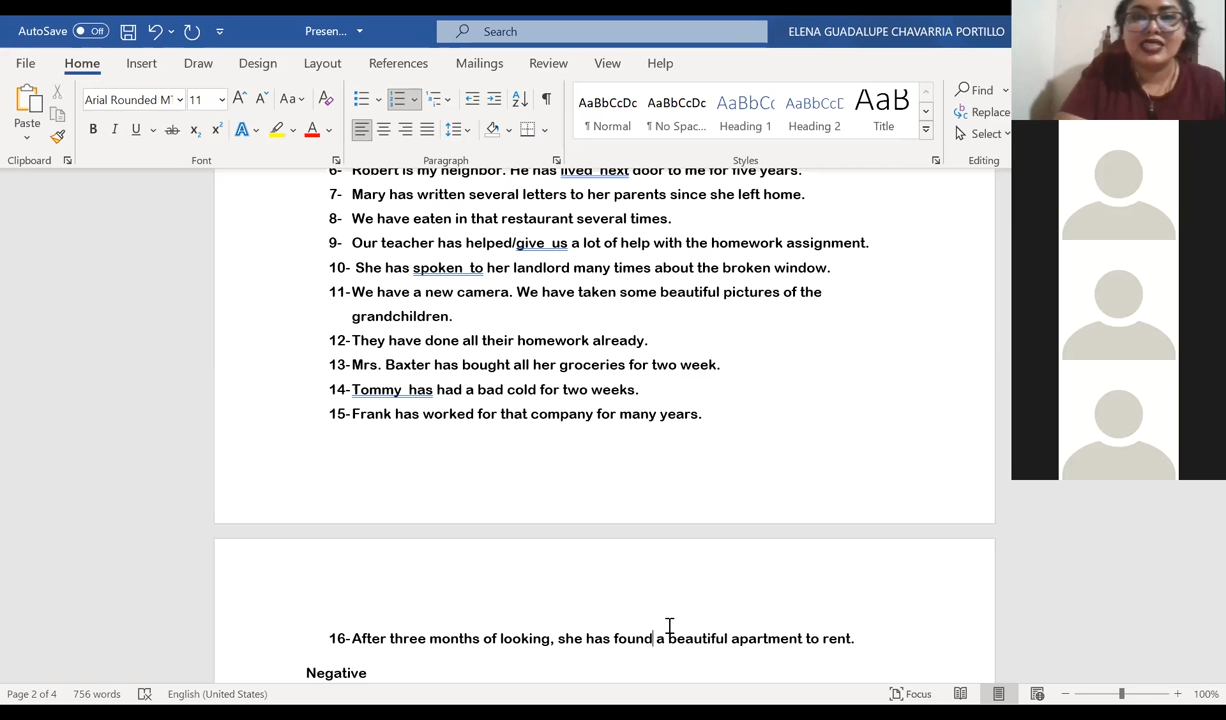 AutoSave Off Presen... Search ELENA GUADALUPE CHAVARRIA PORTILLO
File Home Insert Draw Design Layout References Mailings Review View Help
Paste
Arial Rounded M 11 Aa
B I U ab x₂ x² A A
AaBbCcDc AaBbCcDc AaBbCc AaBbCcD AaB
¶ Normal ¶ No Spac... Heading 1 Heading 2 Title
Find
Replace
Select
Clipboard Font Paragraph Styles Editing
6- Robert is my neighbor. He has lived next door to me for five years.
7- Mary has written several letters to her parents since she left home.
8- We have eaten in that restaurant several times.
9- Our teacher has helped/give us a lot of help with the homework assignment.
10- She has spoken to her landlord many times about the broken window.
11-We have a new camera. We have taken some beautiful pictures of the
grandchildren.
12-They have done all their homework already.
13-Mrs. Baxter has bought all her groceries for two week.
14-Tommy has had a bad cold for two weeks.
15-Frank has worked for that company for many years.
16-After three months of looking, she has found a beautiful apartment to rent.
Negative
Page 2 of 4 756 words English (United States) Focus 100%